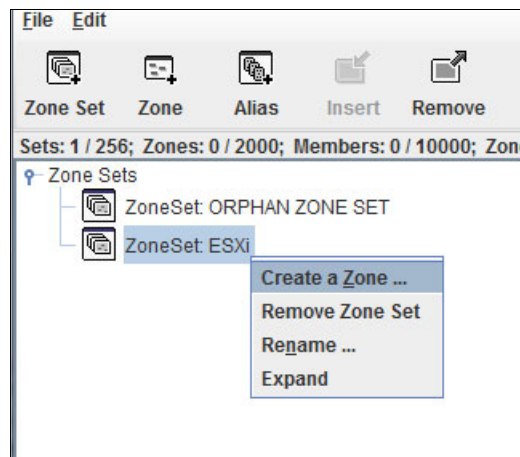 File Edit
Zone Set Zone Alias Insert Remove
Sets: 1 / 256; Zones: 0 / 2000; Members: 0 / 10000; Zon
Zone Sets
ZoneSet: ORPHAN ZONE SET
ZoneSet: ESXi
Create a Zone ...
Remove Zone Set
Rename ...
Expand